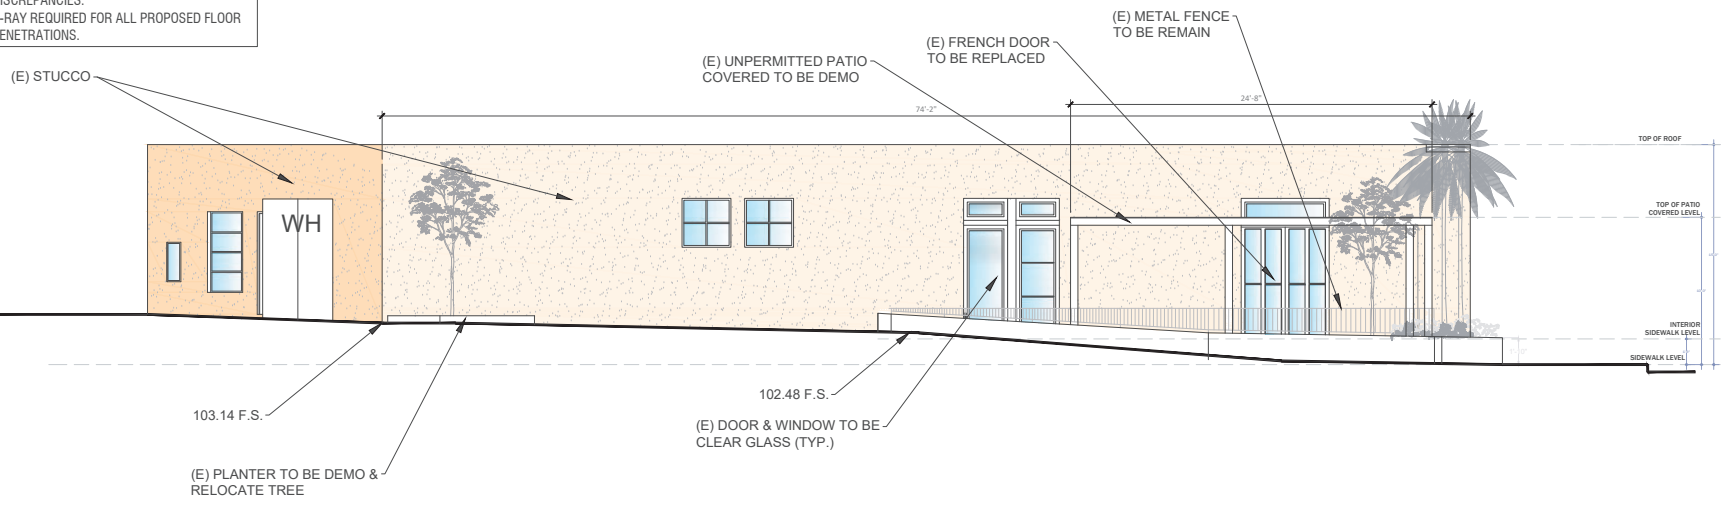 ISCREPANCIES.
-RAY REQUIRED FOR ALL PROPOSED FLOOR
ENETRATIONS.
(E) METAL FENCE
TO BE REMAIN
(E) FRENCH DOOR
TO BE REPLACED
(E) UNPERMITTED PATIO
COVERED TO BE DEMO
(E) STUCCO
24'-8"
74'-2"
TOP OF ROOF
TOP OF PATIO
COVERED LEVEL
WH
INTERIOR
SIDEWALK LEVEL
SIDEWALK LEVEL
103.14 F.S.
102.48 F.S.
(E) DOOR & WINDOW TO BE
CLEAR GLASS (TYP.)
(E) PLANTER TO BE DEMO &
RELOCATE TREE